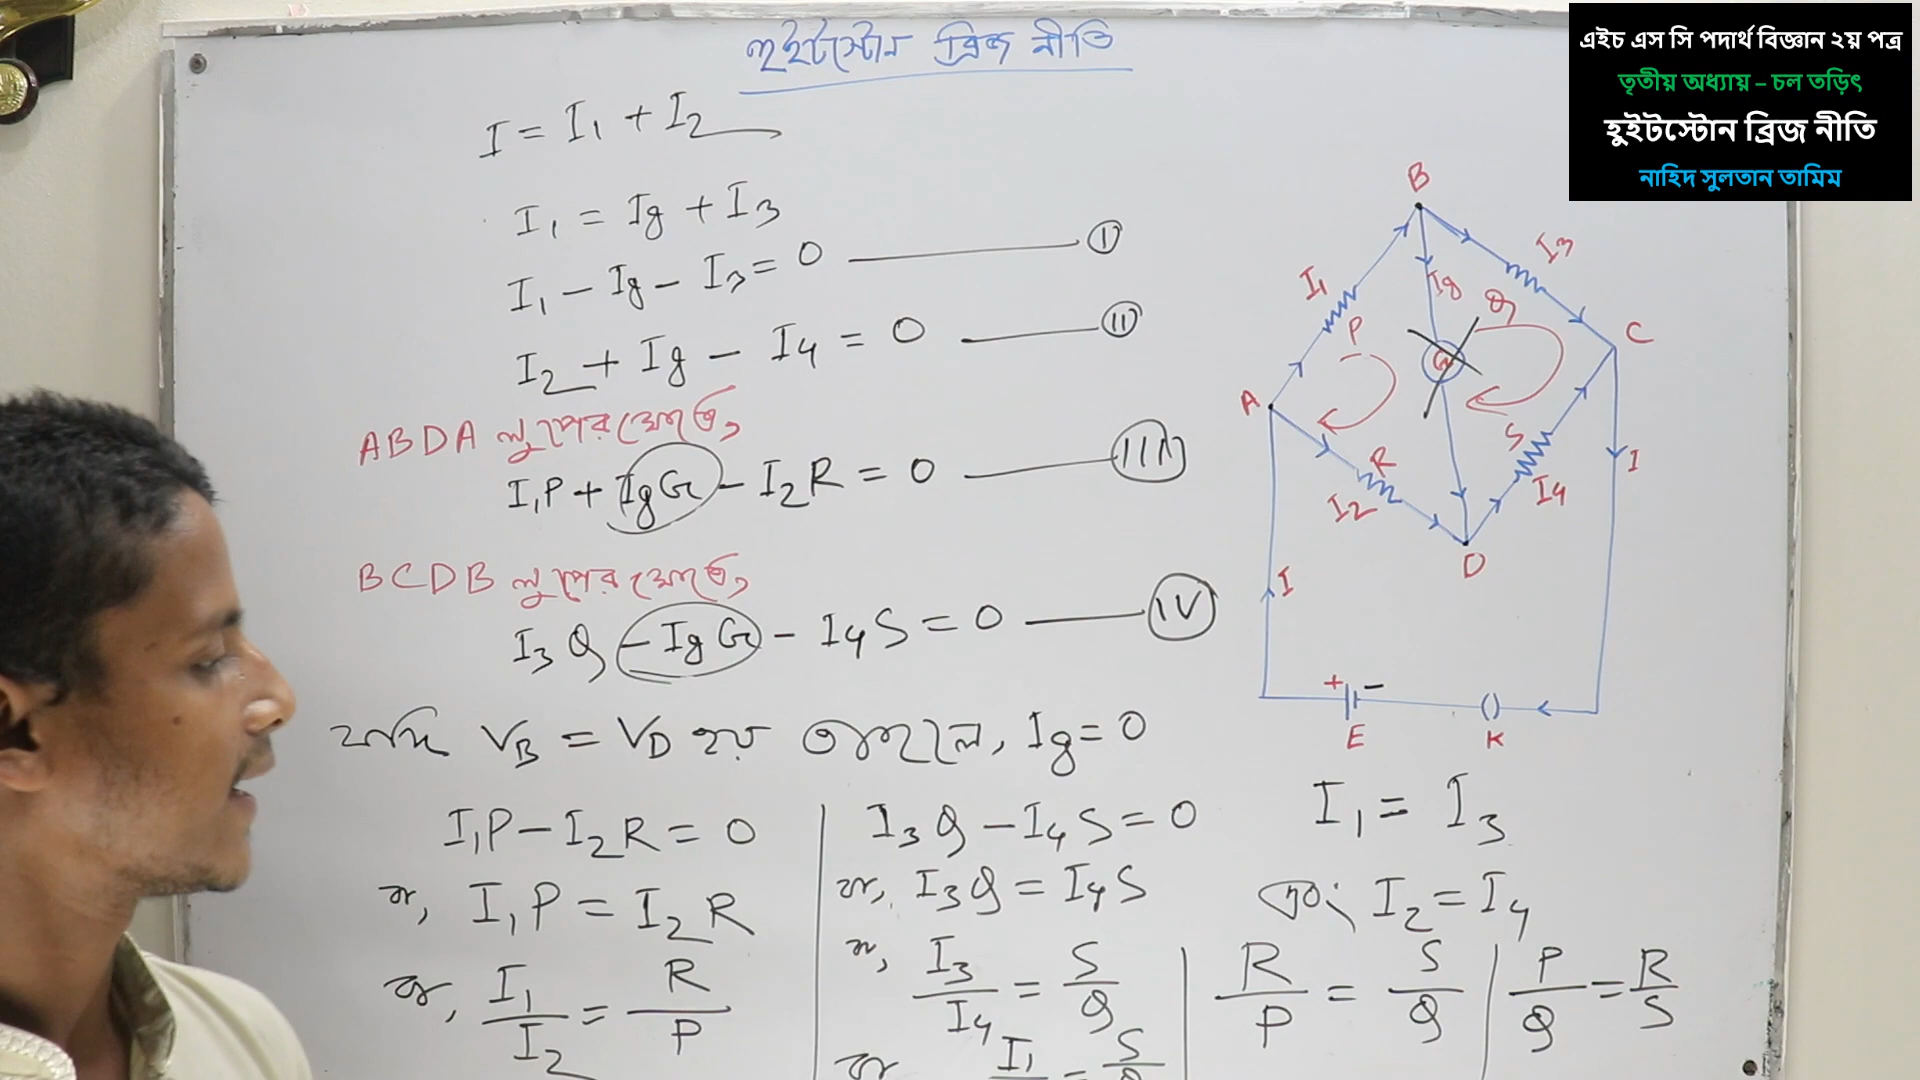 এইচ এস সি পদার্থ বিজ্ঞান ২য় পত্র
তৃতীয় অধ্যায় – চল তড়িৎ
হুইটস্টোন ব্রিজ নীতি
নাহিদ সুলতান তামিম
হুইটস্টোন ব্রিজ নীতি
I = I₁ + I₂
I₁ = Ig + I₃
I₁ − Ig − I₃ = 0 — (I)
I₂ + Ig − I₄ = 0 — (II)
ABDA লুপের ক্ষেত্রে,
I₁P + IgG − I₂R = 0 — (III)
BCDB লুপের ক্ষেত্রে,
I₃Q − IgG − I₄S = 0 — (IV)
যদি V_B = V_D হয় তাহলে, Ig = 0
I₁P − I₂R = 0
বা, I₁P = I₂R
বা, I₁/I₂ = R/P
I₃Q − I₄S = 0
বা, I₃Q = I₄S
বা, I₃/I₄ = S/Q
বা I₁ = S
I₁ = I₃
এবং I₂ = I₄
R/P = S/Q
P/Q = R/S
B
I₁
P
Ig
I₃
Q
G
A
C
R
I₂
S
I₄
D
I
I
+ −
E
K